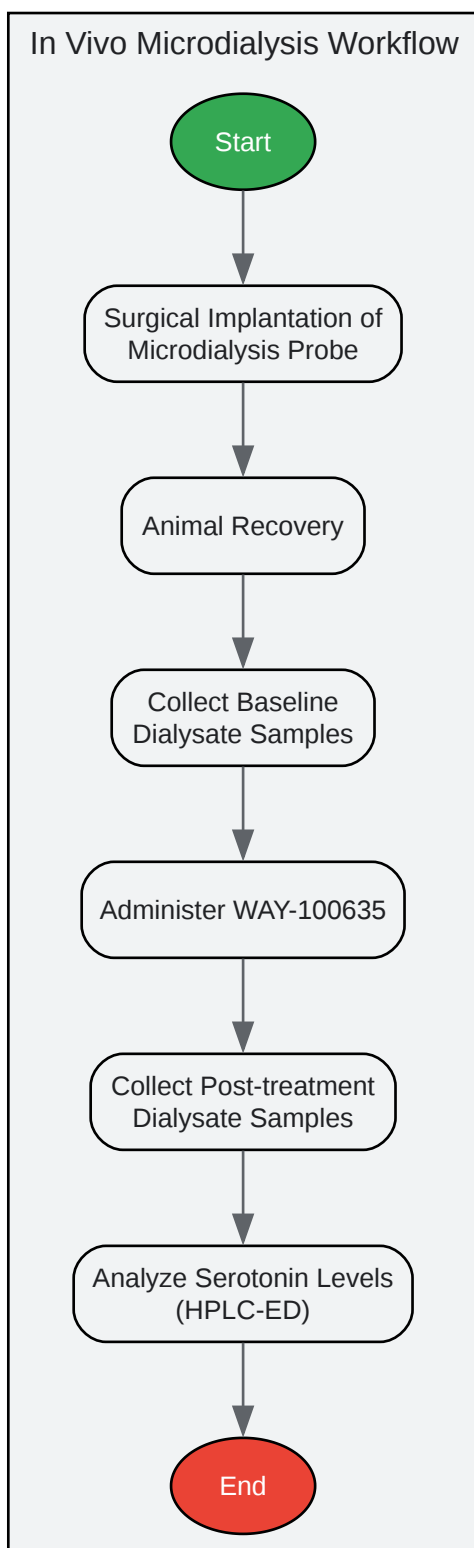 In Vivo Microdialysis Workflow
Start
Surgical Implantation of
Microdialysis Probe
Animal Recovery
Collect Baseline
Dialysate Samples
Administer WAY-100635
Collect Post-treatment
Dialysate Samples
Analyze Serotonin Levels
(HPLC-ED)
End